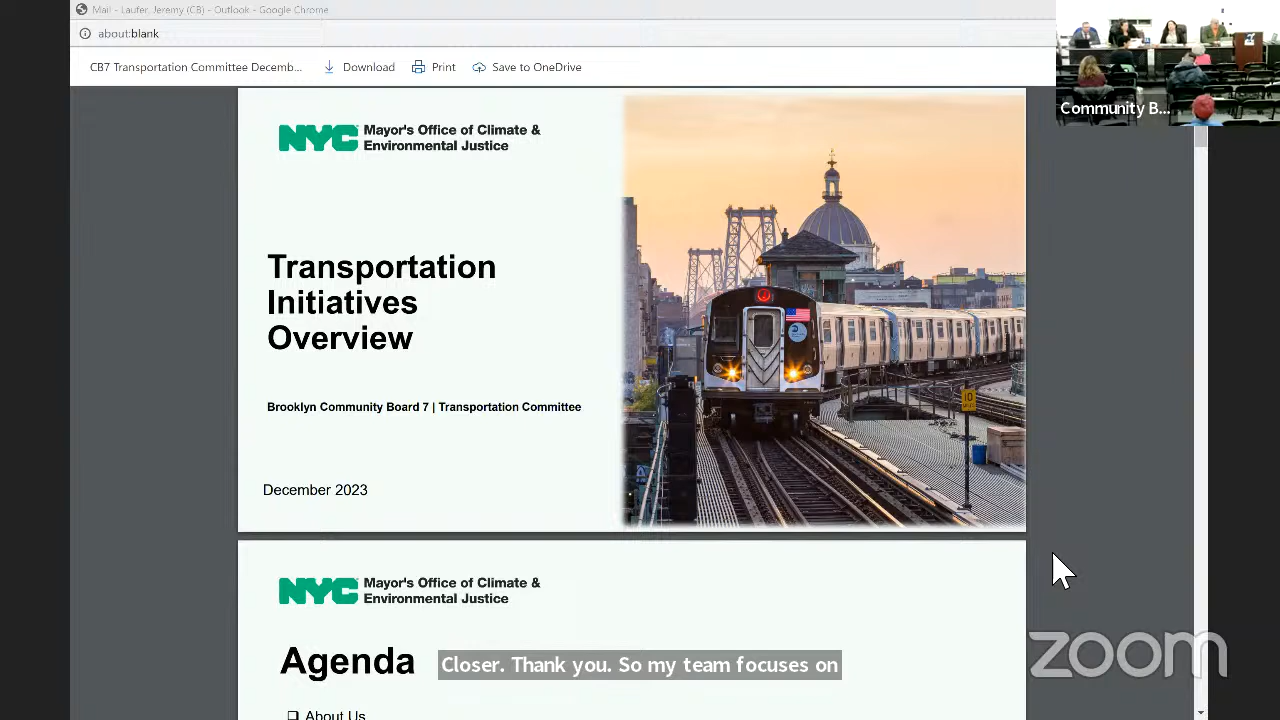 Mail - Laufer, Jeremy (CB) - Outlook - Google Chrome
about:blank
CB7 Transportation Committee Decemb... Download Print Save to OneDrive
Community B...
NYC Mayor's Office of Climate &
Environmental Justice
Transportation
Initiatives
Overview
Brooklyn Community Board 7 | Transportation Committee
December 2023
10
NYC Mayor's Office of Climate &
Environmental Justice
Agenda
Closer. Thank you. So my team focuses on
About Us
zoom